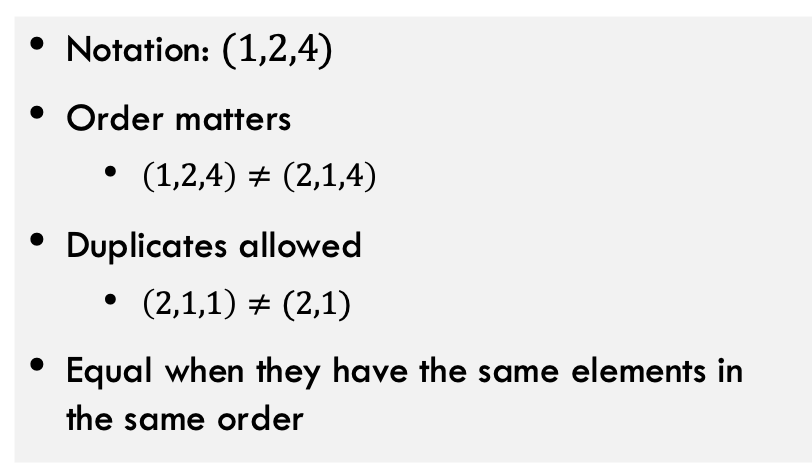 • Notation: (1,2,4)
• Order matters
• (1,2,4) ≠ (2,1,4)
• Duplicates allowed
• (2,1,1) ≠ (2,1)
• Equal when they have the same elements in
the same order